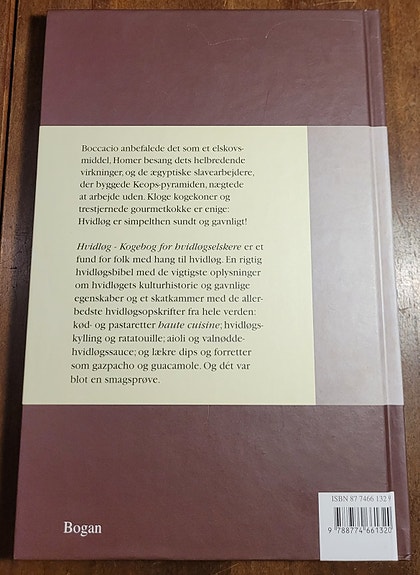 Boccacio anbefalede det som et elskovs-
middel, Homer besang dets helbredende
virkninger, og de ægyptiske slavearbejdere,
der byggede Keops-pyramiden, nægtede
at arbejde uden. Kloge kogekoner og
trestjernede gourmetkokke er enige:
Hvidløg er simpelthen sundt og gavnligt!
Hvidløg - Kogebog for hvidløgselskere er et
fund for folk med hang til hvidløg. En rigtig
hvidløgsbibel med de vigtigste oplysninger
om hvidløgets kulturhistorie og gavnlige
egenskaber og et skatkammer med de aller-
bedste hvidløgsopskrifter fra hele verden:
kød- og pastaretter haute cuisine; hvidløgs-
kylling og ratatouille; aioli og valnødde-
hvidløgssauce; og lækre dips og forretter
som gazpacho og guacamole. Og dét var
blot en smagsprøve.
ISBN 87 7466 132 9
9 788774 661320
Bogan